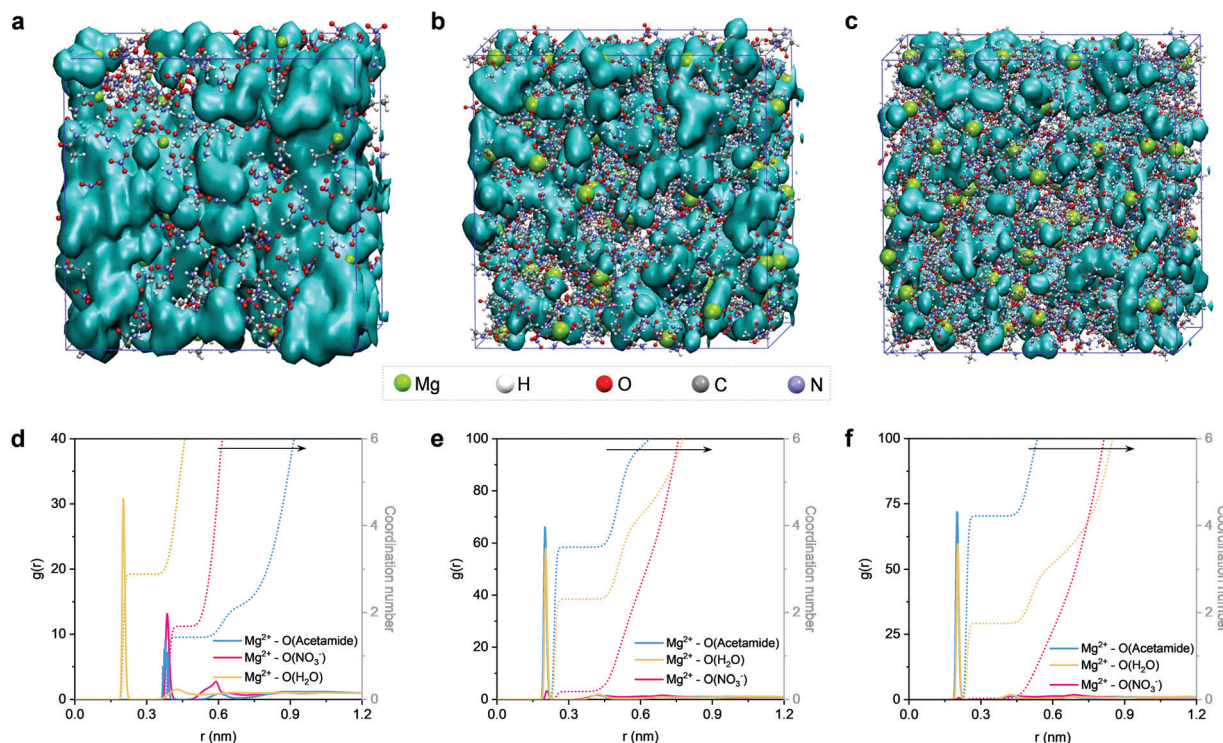 a
b
c
Mg H O C N
d
40
30
20
10
0
g(r)
6
4
2
0
Coordination number
Mg²⁺ - O(Acetamide)
Mg²⁺ - O(NO₃⁻)
Mg²⁺ - O(H₂O)
0.0 0.3 0.6 0.9 1.2
r (nm)
e
100
80
60
40
20
0
g(r)
6
4
2
0
Coordination number
Mg²⁺ - O(Acetamide)
Mg²⁺ - O(H₂O)
Mg²⁺ - O(NO₃⁻)
0.0 0.3 0.6 0.9 1.2
r (nm)
f
100
75
50
25
0
g(r)
6
4
2
0
Coordination number
Mg²⁺ - O(Acetamide)
Mg²⁺ - O(H₂O)
Mg²⁺ - O(NO₃⁻)
0.0 0.3 0.6 0.9 1.2
r (nm)